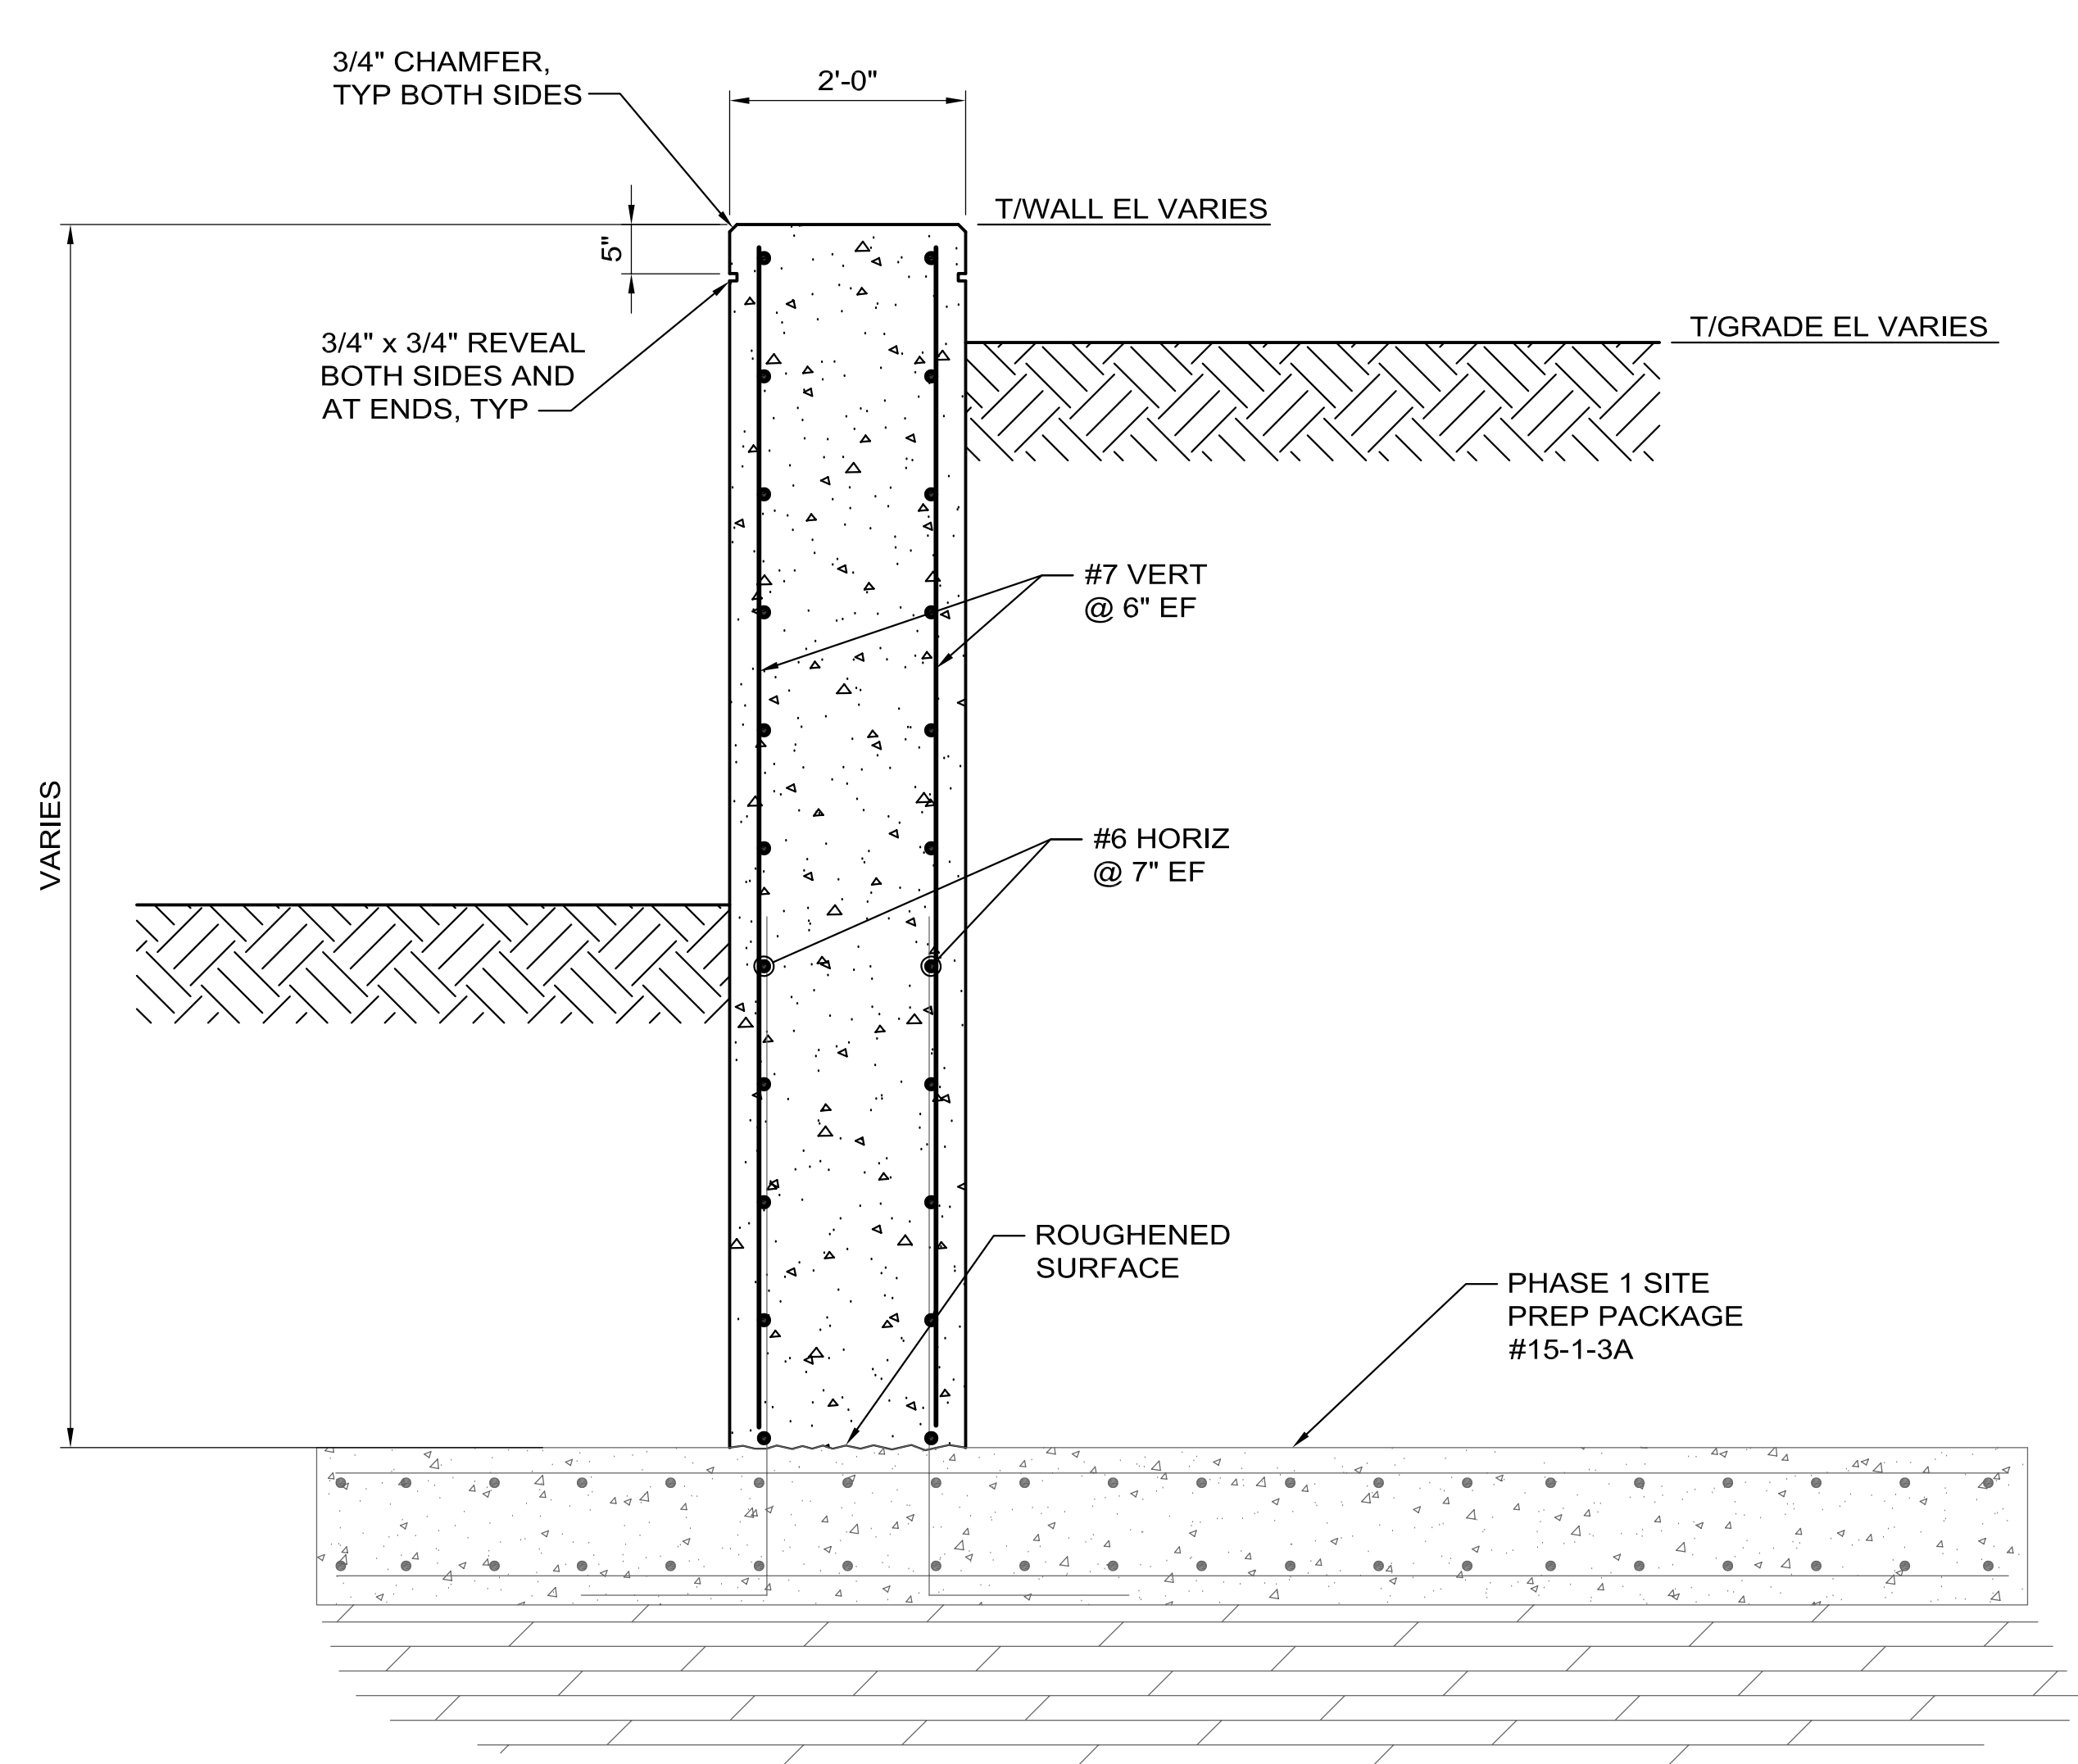 3/4" CHAMFER,
TYP BOTH SIDES
2'-0"
T/WALL EL VARIES
5"
T/GRADE EL VARIES
3/4" x 3/4" REVEAL
BOTH SIDES AND
AT ENDS, TYP
#7 VERT
@ 6" EF
VARIES
#6 HORIZ
@ 7" EF
ROUGHENED
SURFACE
PHASE 1 SITE
PREP PACKAGE
#15-1-3A